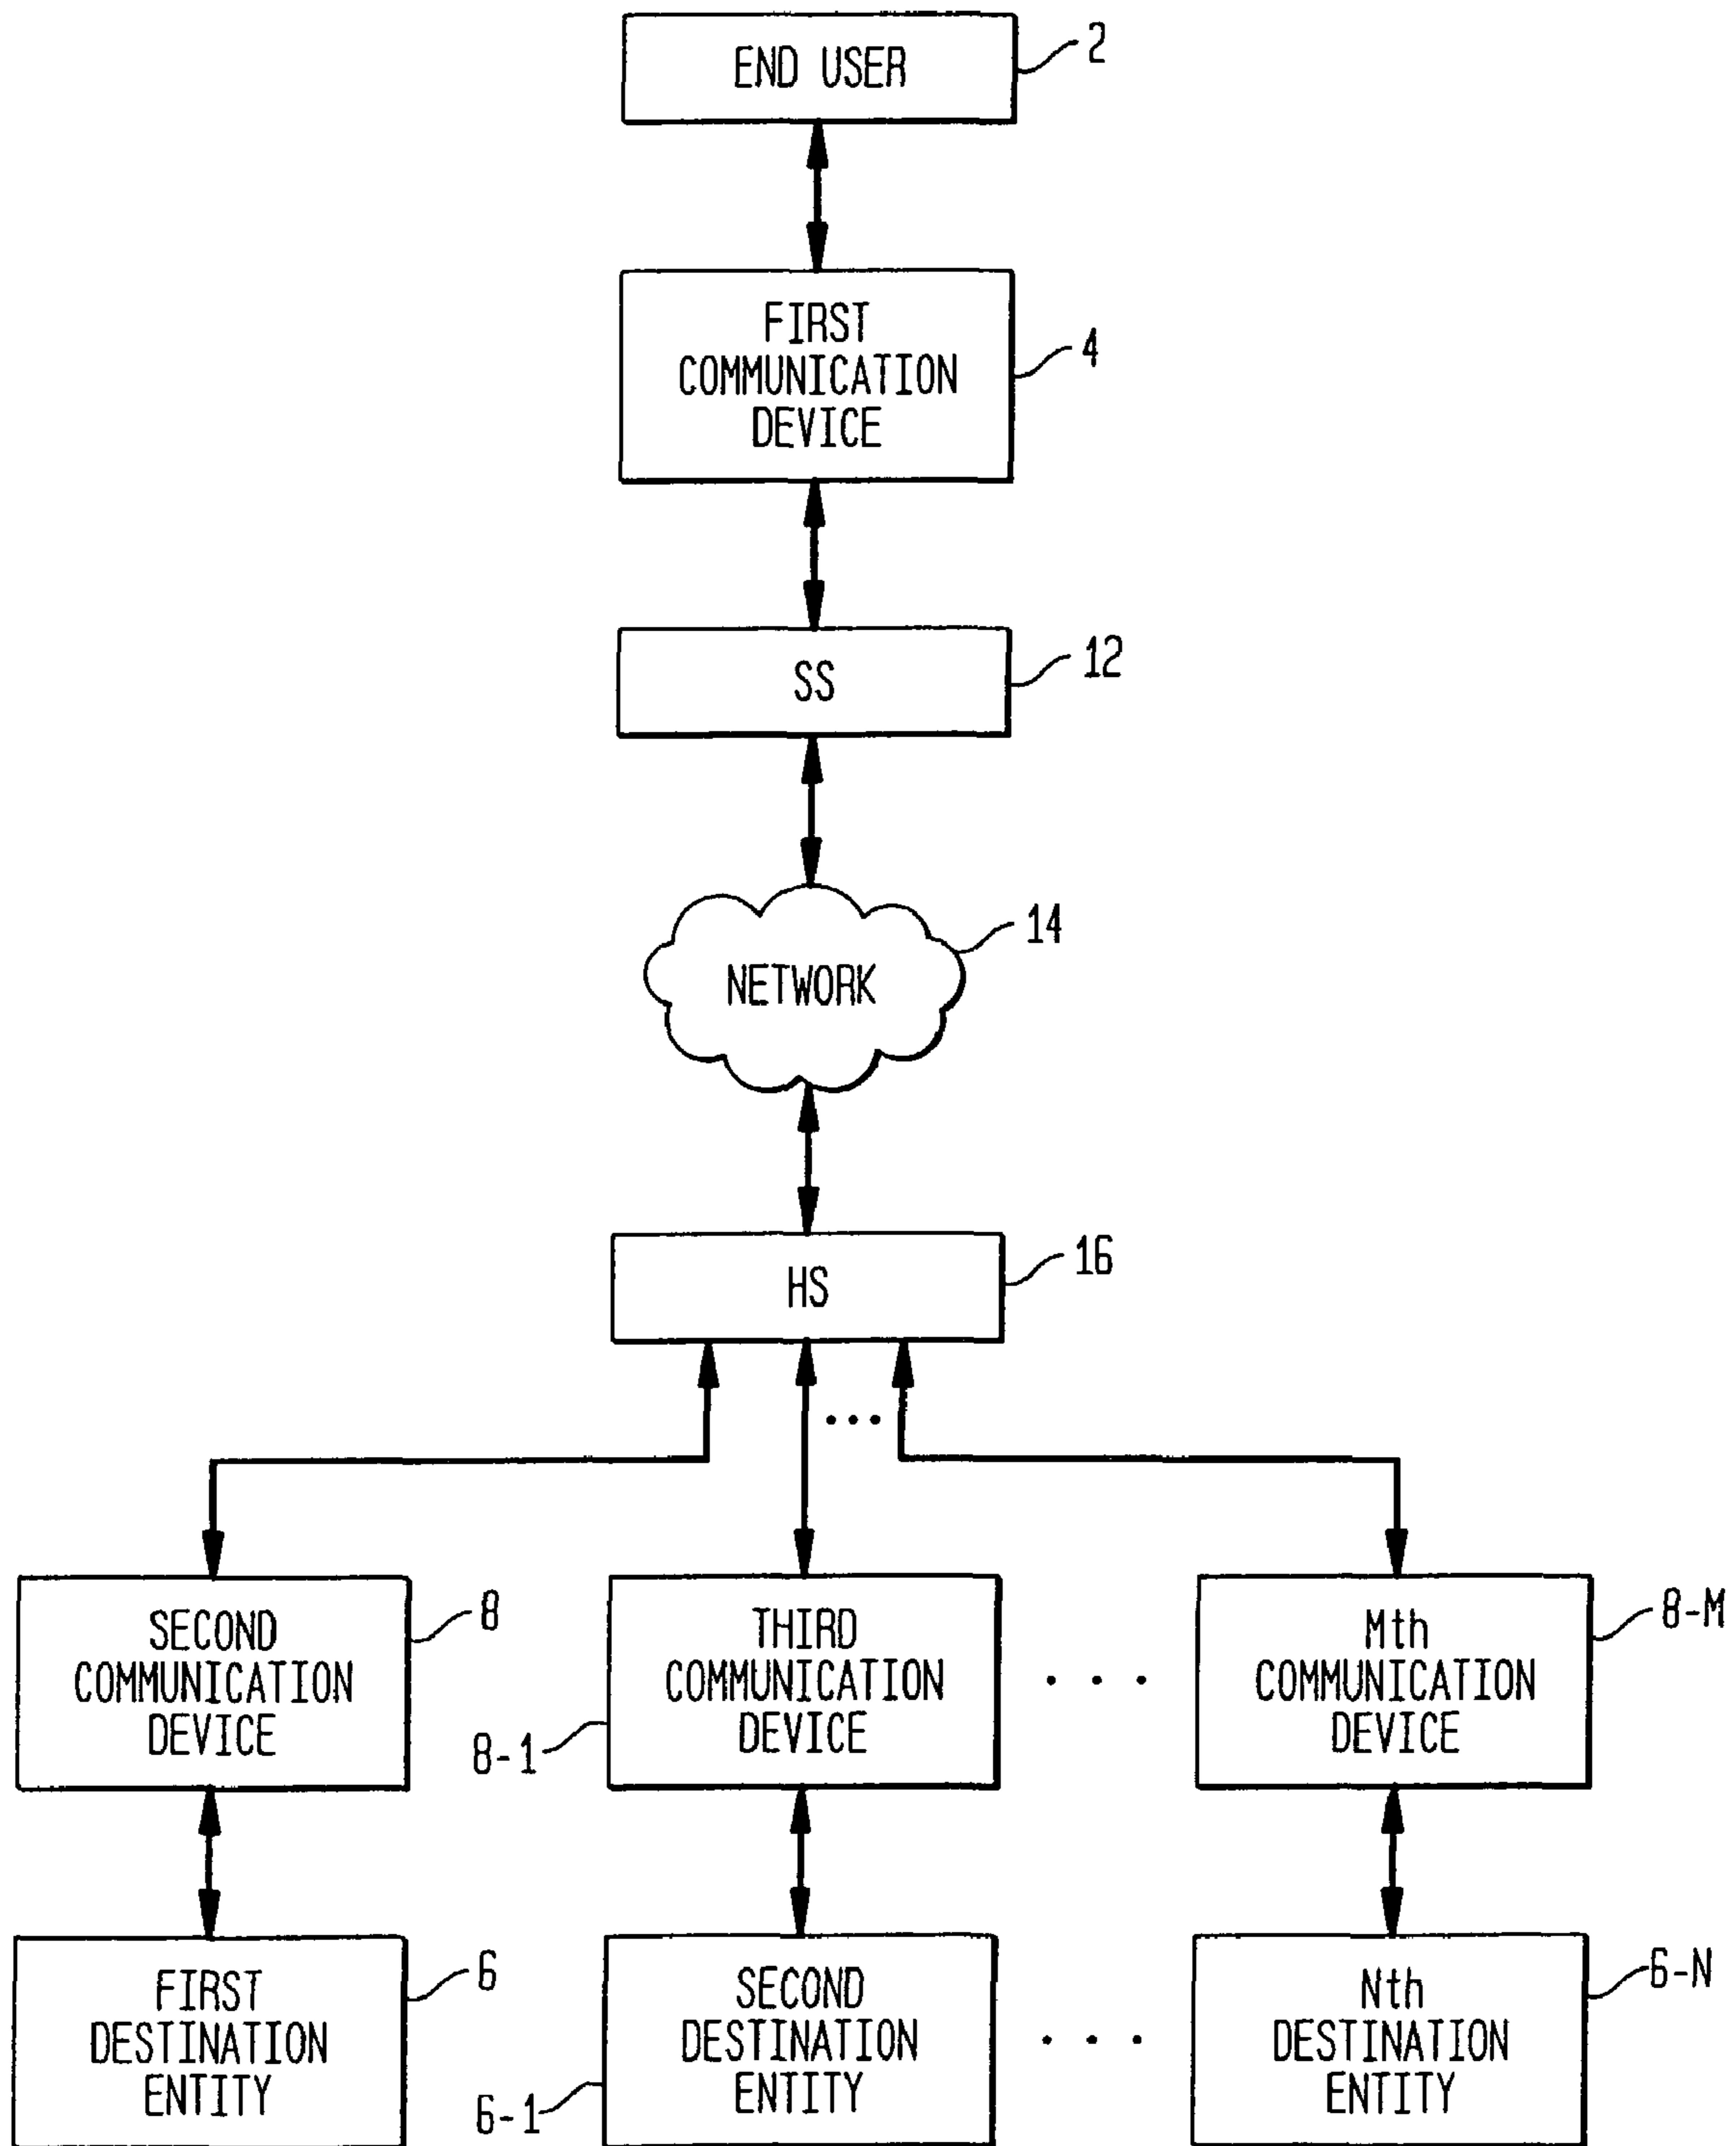 END USER
2
FIRST
COMMUNICATION
DEVICE
4
SS
12
NETWORK
14
HS
16
...
SECOND
COMMUNICATION
DEVICE
8
THIRD
COMMUNICATION
DEVICE
8-1
. . .
Mth
COMMUNICATION
DEVICE
8-M
FIRST
DESTINATION
ENTITY
6
SECOND
DESTINATION
ENTITY
6-1
. . .
Nth
DESTINATION
ENTITY
6-N